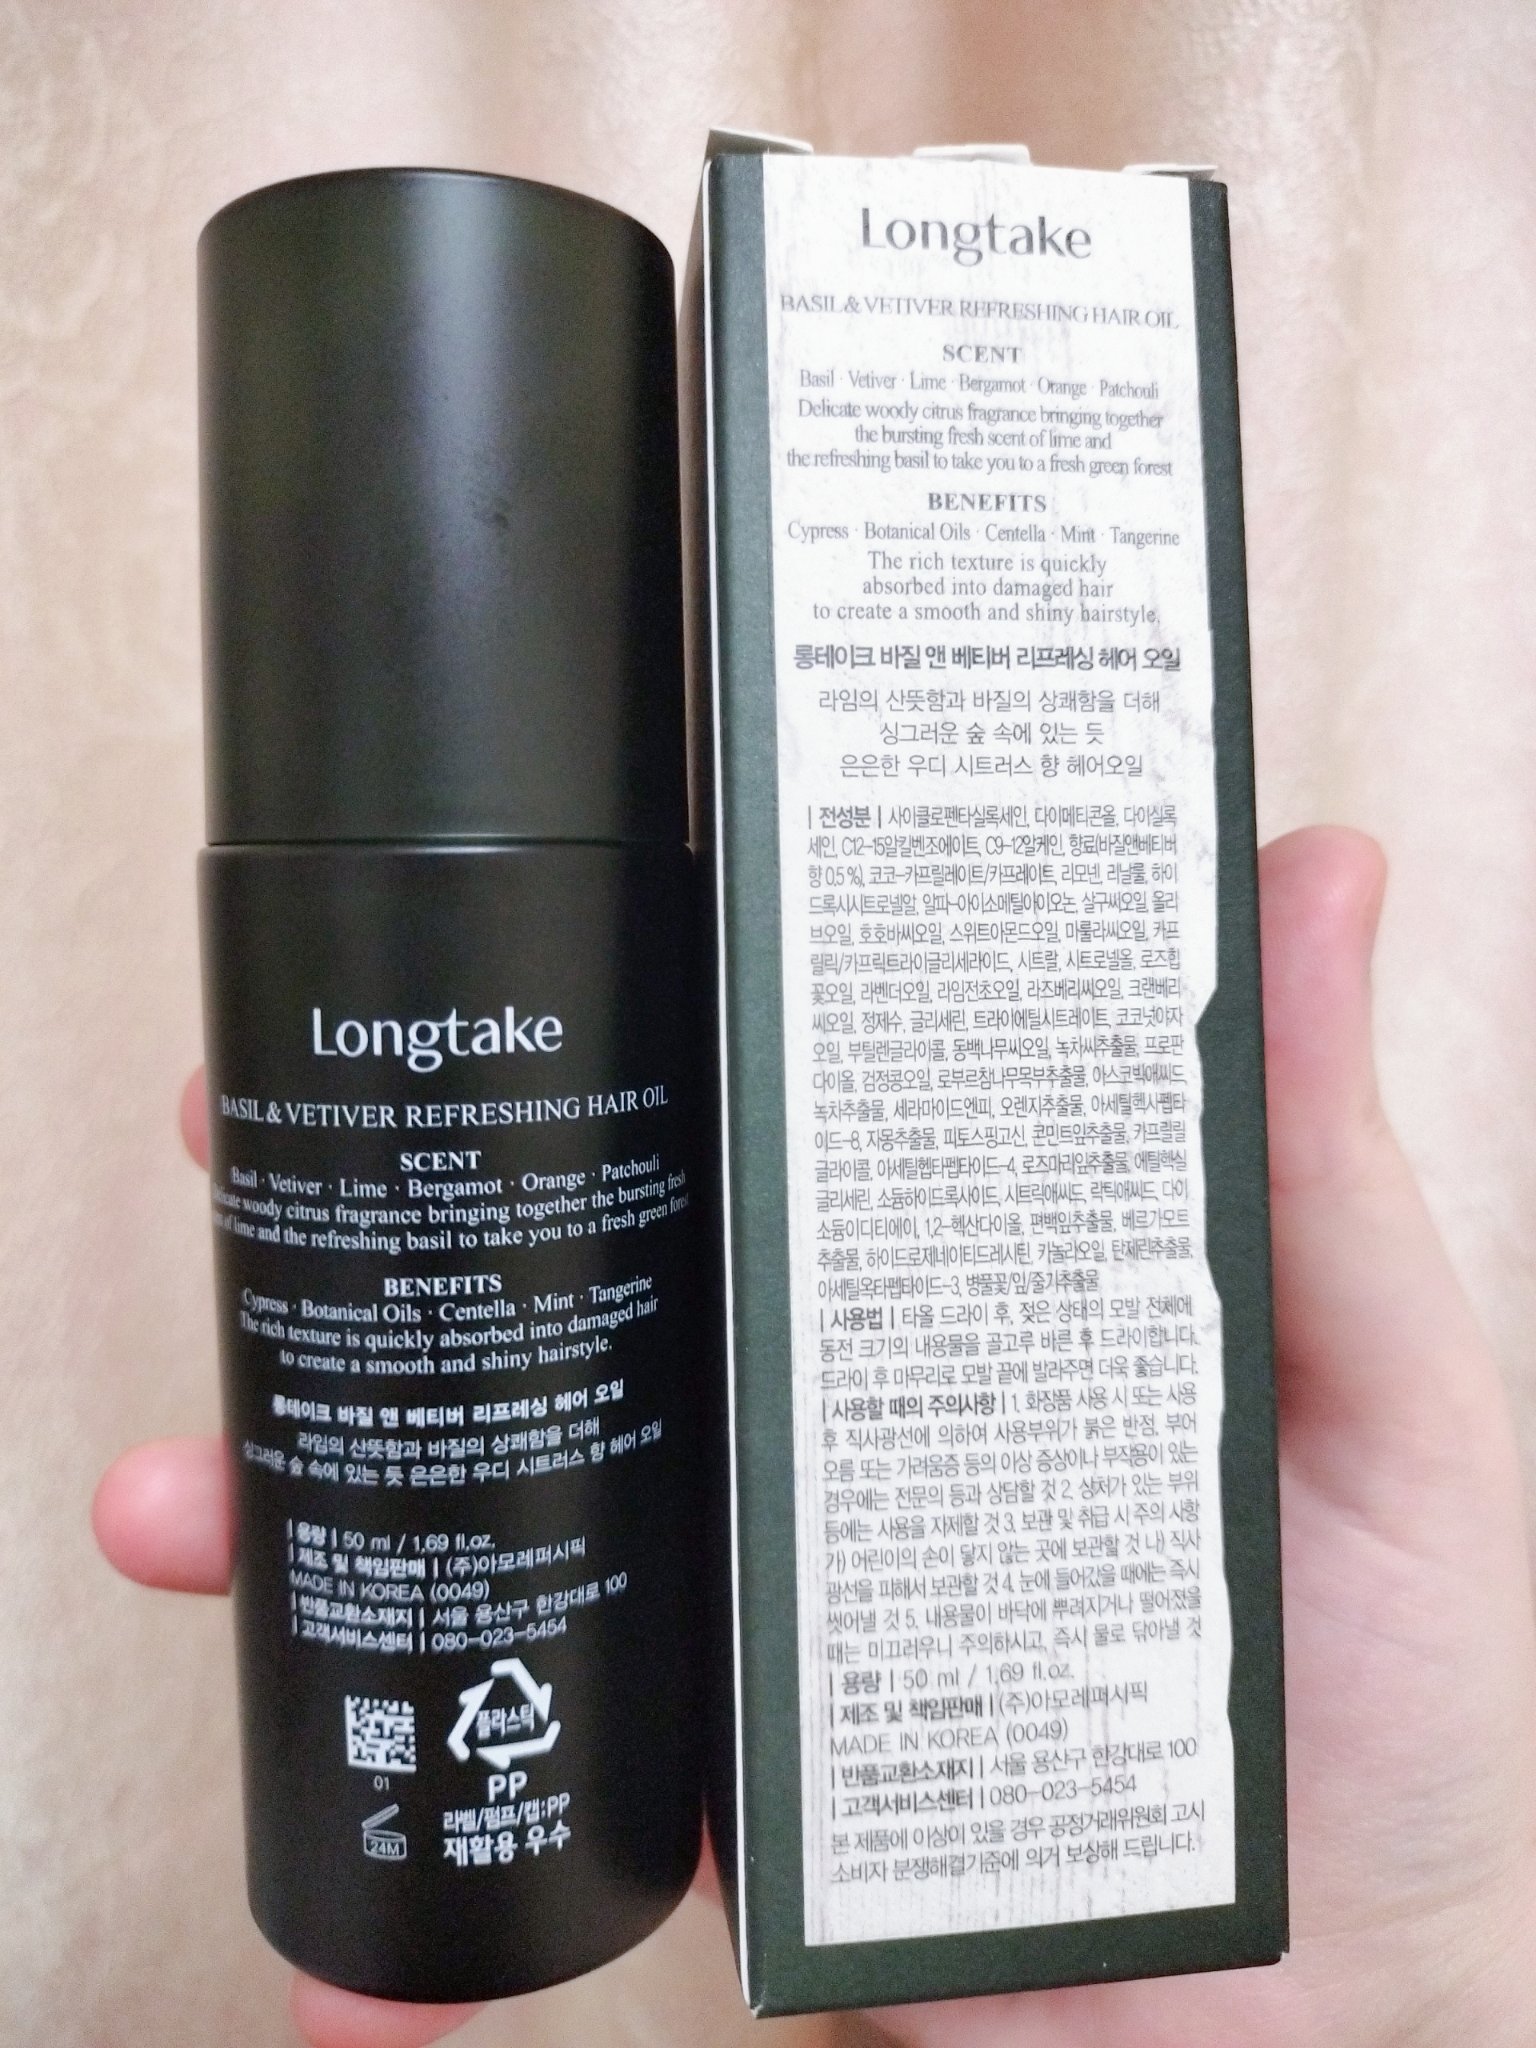 Longtake
BASIL & VETIVER REFRESHING HAIR OIL
SCENT
Basil · Vetiver · Lime · Bergamot · Orange · Patchouli
woody citrus fragrance bringing together the bursting fresh
of lime and the refreshing basil to take you to a fresh green forest
BENEFITS
Cypress · Botanical Oils · Centella · Mint · Tangerine
The rich texture is quickly absorbed into damaged hair
to create a smooth and shiny hairstyle.
롱테이크 바질 앤 베티버 리프레싱 헤어 오일
라임의 산뜻함과 바질의 상쾌함을 더해
싱그러운 숲 속에 있는 듯 은은한 우디 시트러스 향 헤어 오일
| 용량 | 50 ml / 1.69 fl.oz.
| 제조 및 책임판매 | (주)아모레퍼시픽
MADE IN KOREA (0049)
| 반품교환소재지 | 서울 용산구 한강대로 100
| 고객서비스센터 | 080-023-5454
플라스틱
PP
01
라벨/펌프/캡:PP
재활용 우수
24M
Longtake
BASIL & VETIVER REFRESHING HAIR OIL
SCENT
Basil · Vetiver · Lime · Bergamot · Orange · Patchouli
Delicate woody citrus fragrance bringing together
the bursting fresh scent of lime and
the refreshing basil to take you to a fresh green forest
BENEFITS
Cypress · Botanical Oils · Centella · Mint · Tangerine
The rich texture is quickly
absorbed into damaged hair
to create a smooth and shiny hairstyle.
롱테이크 바질 앤 베티버 리프레싱 헤어 오일
라임의 산뜻함과 바질의 상쾌함을 더해
싱그러운 숲 속에 있는 듯
은은한 우디 시트러스 향 헤어오일
| 전성분 | 사이클로펜타실록세인, 다이메티콘올, 다이실록
세인, C12-15알킬벤조에이트, C9-12알케인, 향료(바질앤베티버
향 0.5%), 코코-카프릴레이트/카프레이트, 리모넨, 리날룰, 하이
드록시시트로넬알, 알파-아이소메틸아이오논, 살구씨오일, 올리
브오일, 호호바씨오일, 스위트아몬드오일, 마룰라씨오일, 카프
릴릭/카프릭트라이글리세라이드, 시트랄, 시트로넬올, 로즈힙
꽃오일, 라벤더오일, 라임전초오일, 라즈베리씨오일, 크랜베리
씨오일, 정제수, 글리세린, 트라이에틸시트레이트, 코코넛야자
오일, 부틸렌글라이콜, 동백나무씨오일, 녹차씨추출물, 프로판
다이올, 검정콩오일, 로부르참나무목부추출물, 아스코빅애씨드,
녹차추출물, 세라마이드엔피, 오렌지추출물, 아세틸헥사펩타
이드-8, 자몽추출물, 피토스핑고신, 콘민트잎추출물, 카프릴릴
글라이콜, 아세틸헵타펩타이드-4, 로즈마리잎추출물, 에틸헥실
글리세린, 소듐하이드록사이드, 시트릭애씨드, 락틱애씨드, 다이
소듐이디티에이, 1,2-헥산다이올, 편백잎추출물, 베르가모트
추출물, 하이드로제네이티드레시틴, 카놀라오일, 탄제린추출물,
아세틸옥타펩타이드-3, 병풀꽃/잎/줄기추출물
| 사용법 | 타올 드라이 후, 젖은 상태의 모발 전체에
동전 크기의 내용물을 골고루 바른 후 드라이합니다.
드라이 후 마무리로 모발 끝에 발라주면 더욱 좋습니다.
| 사용할 때의 주의사항 | 1. 화장품 사용 시 또는 사용
후 직사광선에 의하여 사용부위가 붉은 반점, 부어
오름 또는 가려움증 등의 이상 증상이나 부작용이 있는
경우에는 전문의 등과 상담할 것 2. 상처가 있는 부위
등에는 사용을 자제할 것 3. 보관 및 취급 시 주의 사항
가) 어린이의 손이 닿지 않는 곳에 보관할 것 나) 직사
광선을 피해서 보관할 것 4. 눈에 들어갔을 때에는 즉시
씻어낼 것 5. 내용물이 바닥에 뿌려지거나 떨어졌을
때는 미끄러우니 주의하시고, 즉시 물로 닦아낼 것
| 용량 | 50 ml / 1.69 fl.oz.
| 제조 및 책임판매 | (주)아모레퍼시픽
MADE IN KOREA (0049)
| 반품교환소재지 | 서울 용산구 한강대로 100
| 고객서비스센터 | 080-023-5454
본 제품에 이상이 있을 경우 공정거래위원회 고시
소비자 분쟁해결기준에 의거 보상해 드립니다.